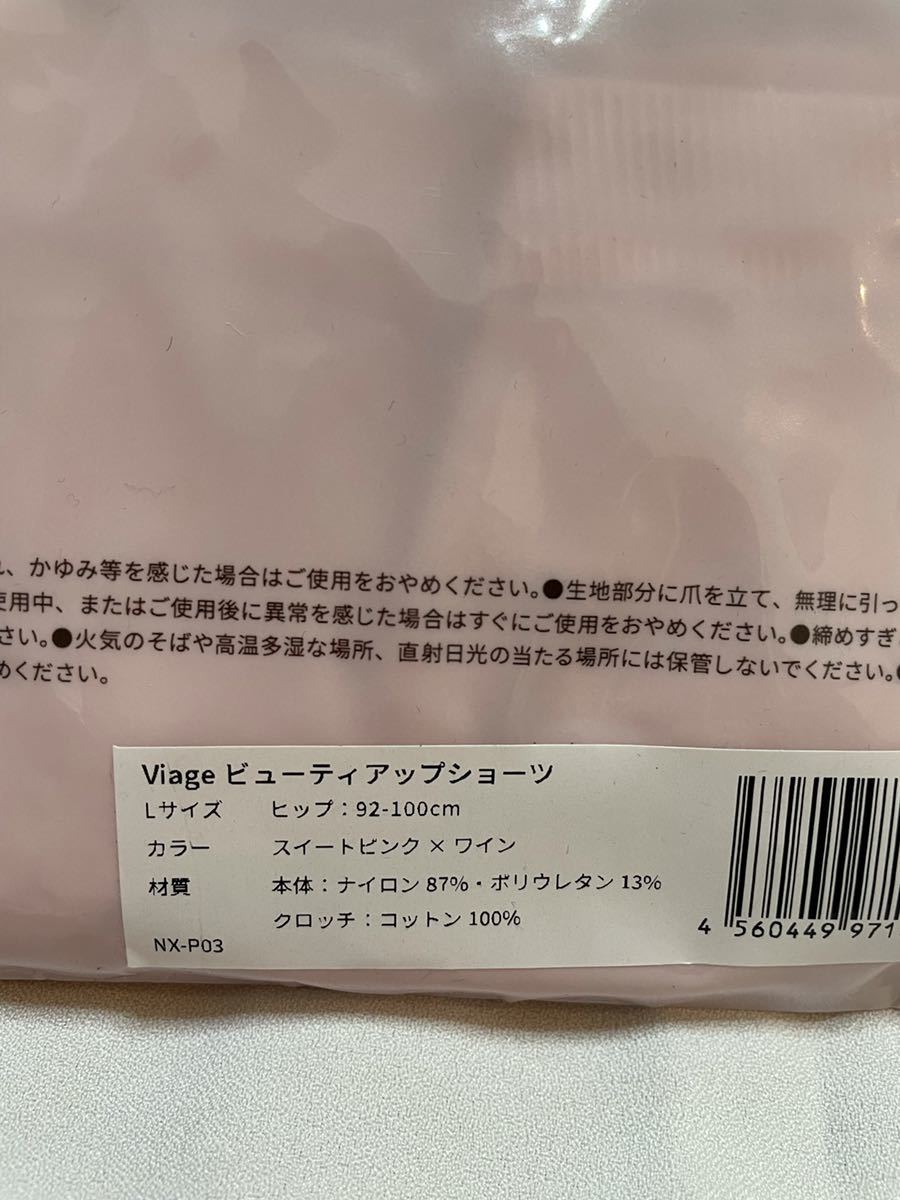 、かゆみ等を感じた場合はご使用をおやめください。●生地部分に爪を立て、無理に引っ
使用中、またはご使用後に異常を感じた場合はすぐにご使用をおやめください。●締めすぎ
さい。●火気のそばや高温多湿な場所、直射日光の当たる場所には保管しないでください。
めください。
Viage ビューティアップショーツ
Lサイズ ヒップ：92-100cm
カラー スイートピンク × ワイン
材質 本体：ナイロン 87%・ポリウレタン 13%
クロッチ：コットン 100%
NX-P03
4 560449 971